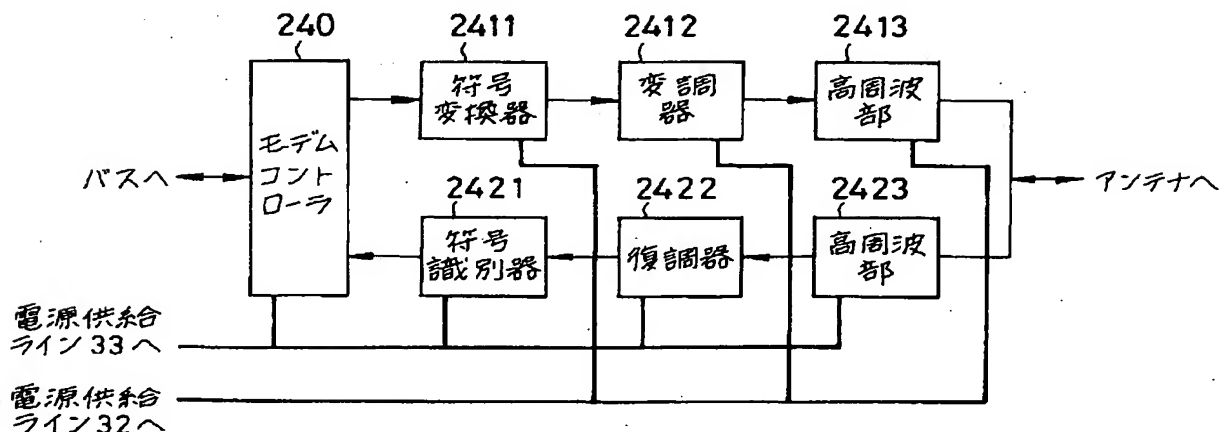 240
2411
2412
2413
符号
変換器
変調
器
高周波
部
モデム
コント
ローラ
バスへ
アンテナへ
2421
2422
2423
符号
識別器
復調器
高周波
部
電源供給
ライン33へ
電源供給
ライン32へ